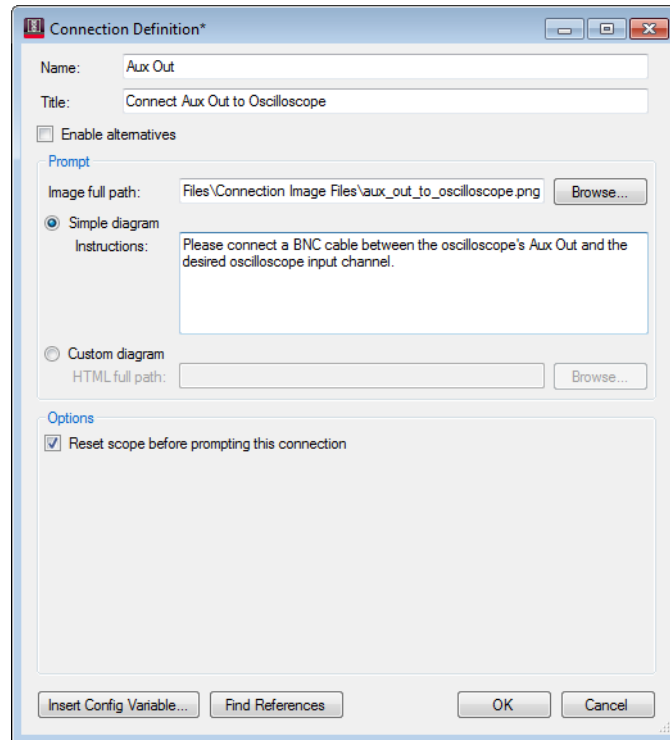 Connection Definition*
Name: Aux Out
Title: Connect Aux Out to Oscilloscope
Enable alternatives
Prompt
Image full path: Files\Connection Image Files\aux_out_to_oscilloscope.png Browse...
Simple diagram
Instructions: Please connect a BNC cable between the oscilloscope's Aux Out and the
desired oscilloscope input channel.
Custom diagram
HTML full path: Browse...
Options
Reset scope before prompting this connection
Insert Config Variable... Find References OK Cancel